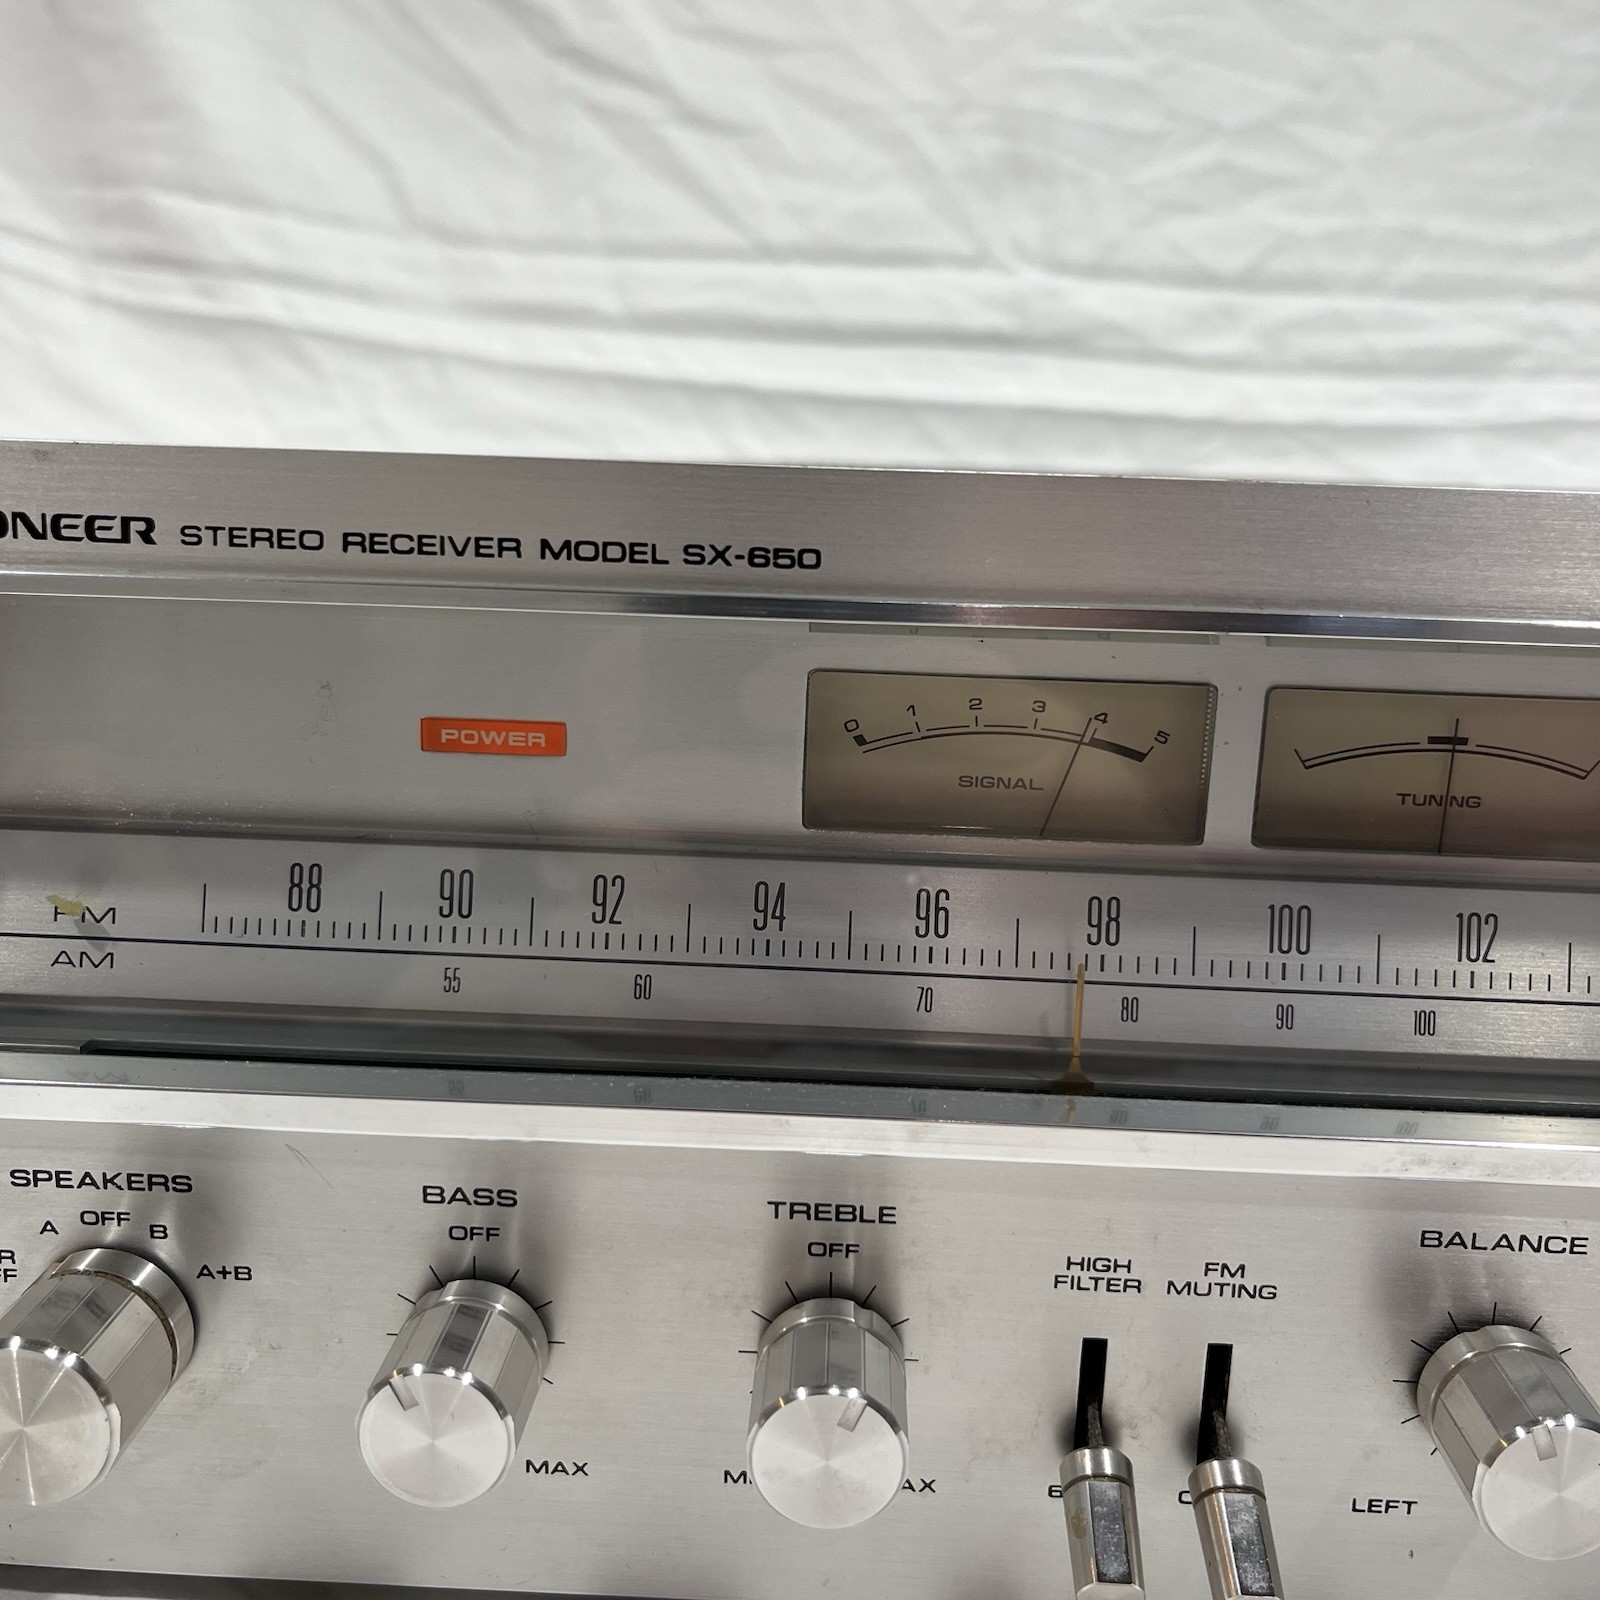 ONEER STEREO RECEIVER MODEL SX-650
POWER
0 1 2 3 4 5
SIGNAL
TUNING
FM 88 90 92 94 96 98 100 102
AM 55 60 70 80 90 100
SPEAKERS
A OFF B
A+B
BASS
OFF
MAX
TREBLE
OFF
HIGH
FILTER
FM
MUTING
BALANCE
LEFT